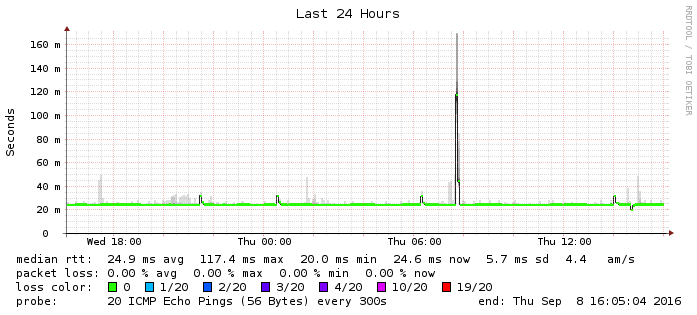 Last 24 Hours
RRDTOOL / TOBI OETIKER
Seconds
160 m
140 m
120 m
100 m
80 m
60 m
40 m
20 m
0
Wed 18:00 Thu 00:00 Thu 06:00 Thu 12:00
median rtt: 24.9 ms avg 117.4 ms max 20.0 ms min 24.6 ms now 5.7 ms sd 4.4 am/s
packet loss: 0.00 % avg 0.00 % max 0.00 % min 0.00 % now
loss color: 0 1/20 2/20 3/20 4/20 10/20 19/20
probe: 20 ICMP Echo Pings (56 Bytes) every 300s end: Thu Sep 8 16:05:04 2016